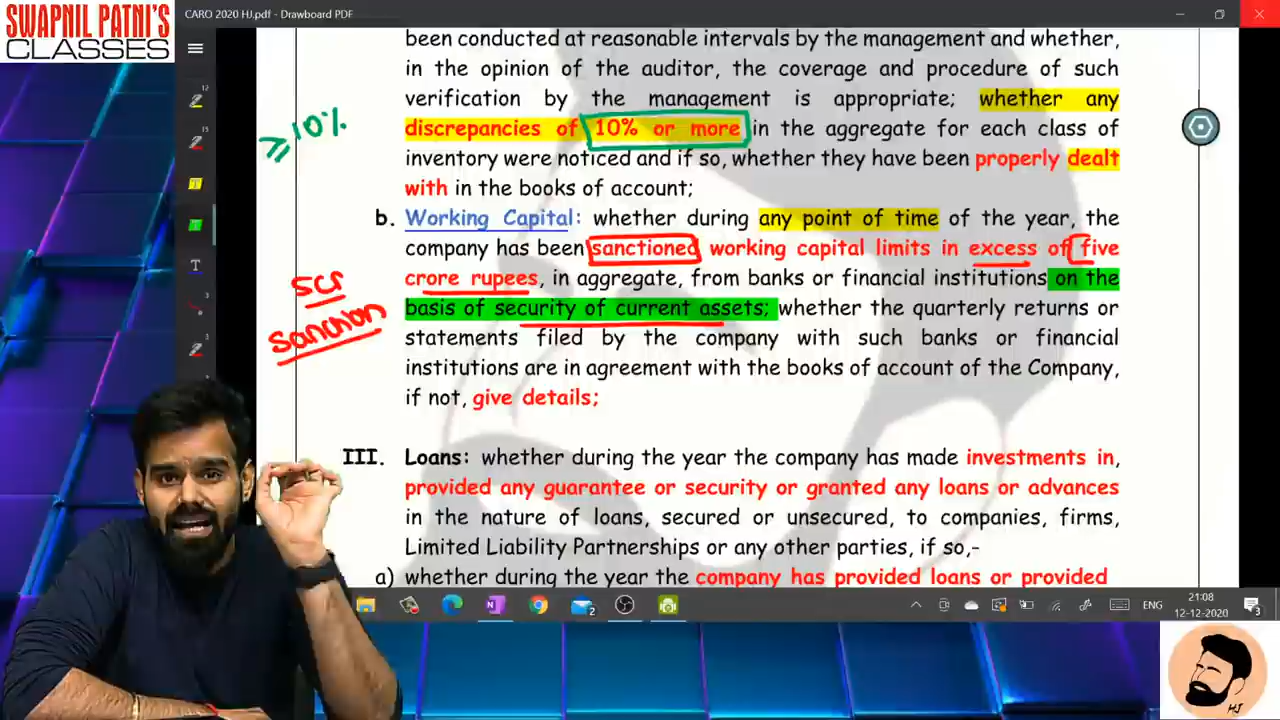 SWAPNIL PATNI'S
CLASSES
CARO 2020 HJ.pdf - Drawboard PDF
been conducted at reasonable intervals by the management and whether,
in the opinion of the auditor, the coverage and procedure of such
verification by the management is appropriate; whether any
discrepancies of 10% or more in the aggregate for each class of
inventory were noticed and if so, whether they have been properly dealt
with in the books of account;
≥10%
b. Working Capital: whether during any point of time of the year, the
company has been sanctioned working capital limits in excess of five
crore rupees, in aggregate, from banks or financial institutions on the
basis of security of current assets; whether the quarterly returns or
statements filed by the company with such banks or financial
institutions are in agreement with the books of account of the Company,
if not, give details;
5cr
sanction
III. Loans: whether during the year the company has made investments in,
provided any guarantee or security or granted any loans or advances
in the nature of loans, secured or unsecured, to companies, firms,
Limited Liability Partnerships or any other parties, if so,-
a) whether during the year the company has provided loans or provided
12
15
T
3
3
2
ENG
21:08
12-12-2020
3
HJ